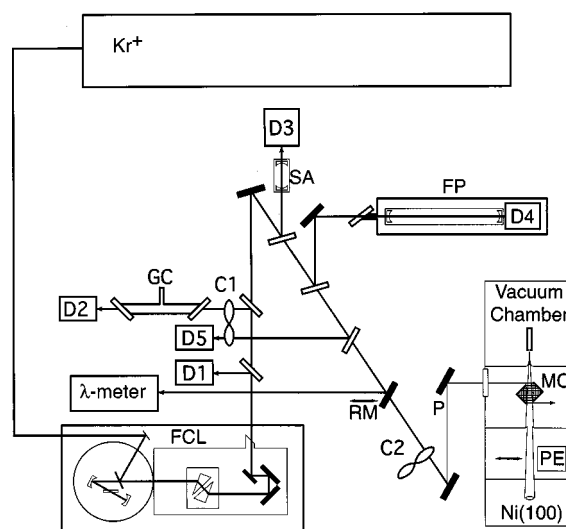 Kr+
D3
SA
FP
D4
GC
C1
D2
D5
Vacuum
Chamber
D1
λ-meter
RM
P
MC
FCL
C2
PE
Ni(100)